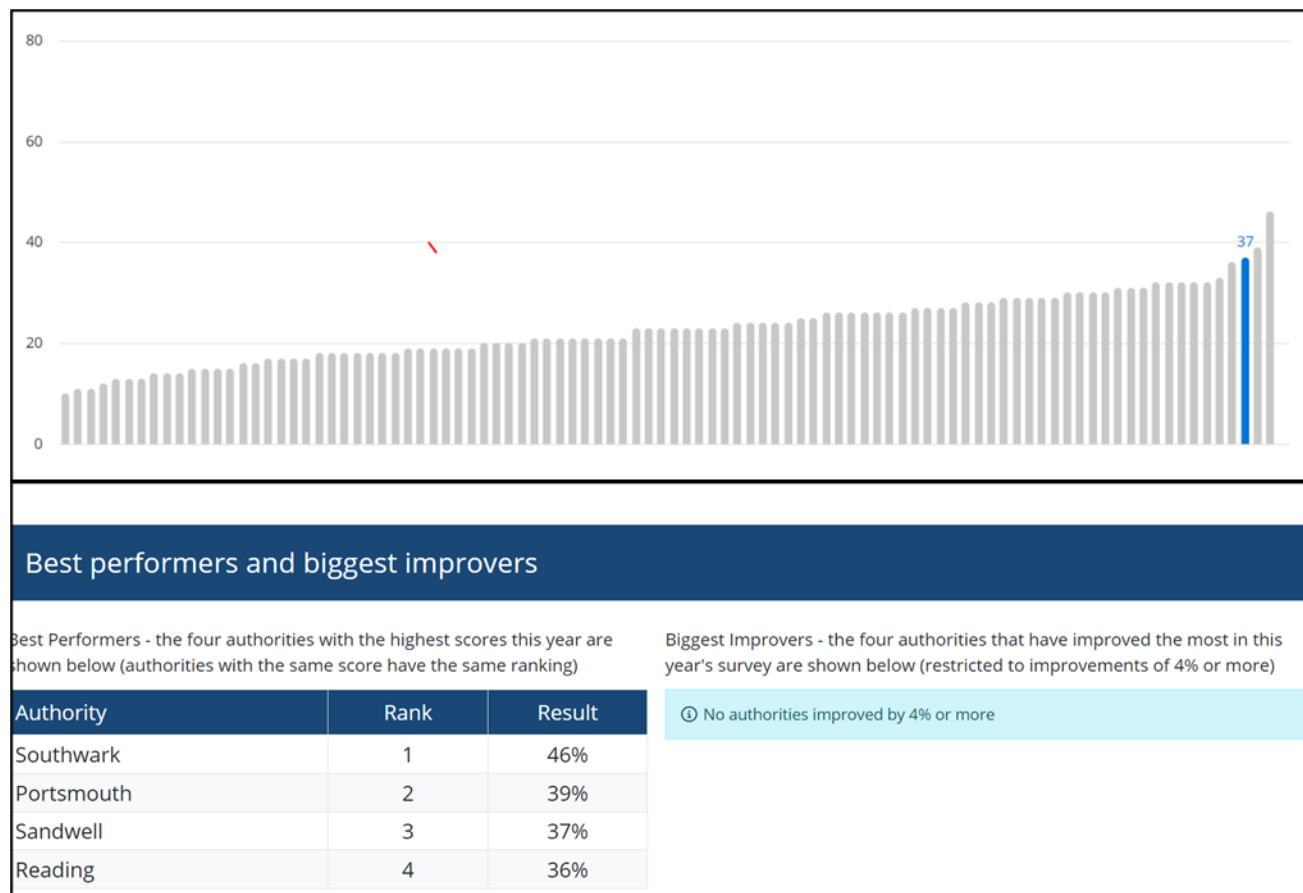 80
60
40
37
20
0
Best performers and biggest improvers
Best Performers - the four authorities with the highest scores this year are
shown below (authorities with the same score have the same ranking)
Biggest Improvers - the four authorities that have improved the most in this
year's survey are shown below (restricted to improvements of 4% or more)
Authority Rank Result
Southwark 1 46%
Portsmouth 2 39%
Sandwell 3 37%
Reading 4 36%
No authorities improved by 4% or more